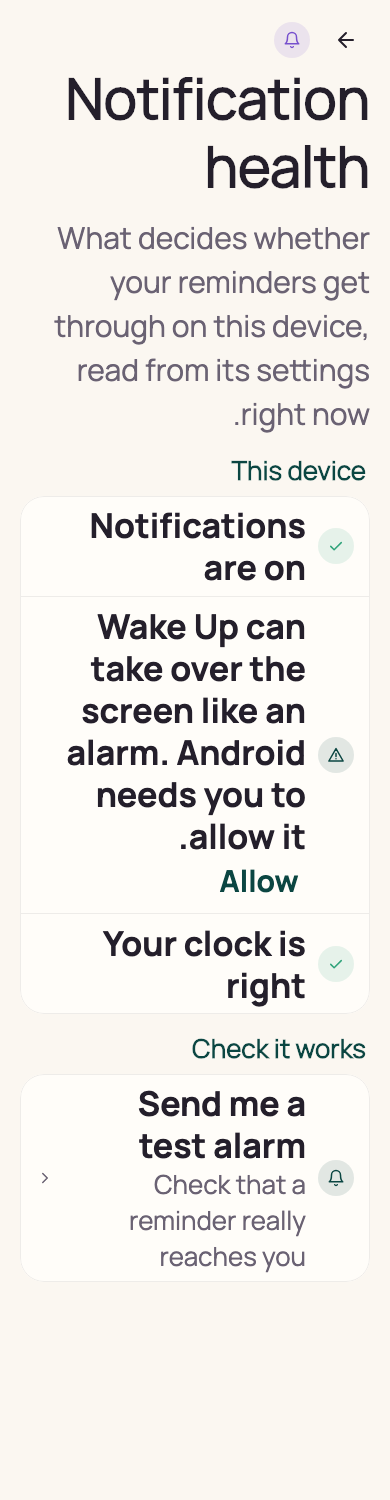 Notification
health
What decides whether
your reminders get
through on this device,
read from its settings
.right now
This device
Notifications
are on
Wake Up can
take over the
screen like an
alarm. Android
needs you to
.allow it
Allow
Your clock is
right
Check it works
Send me a
test alarm
Check that a
reminder really
reaches you